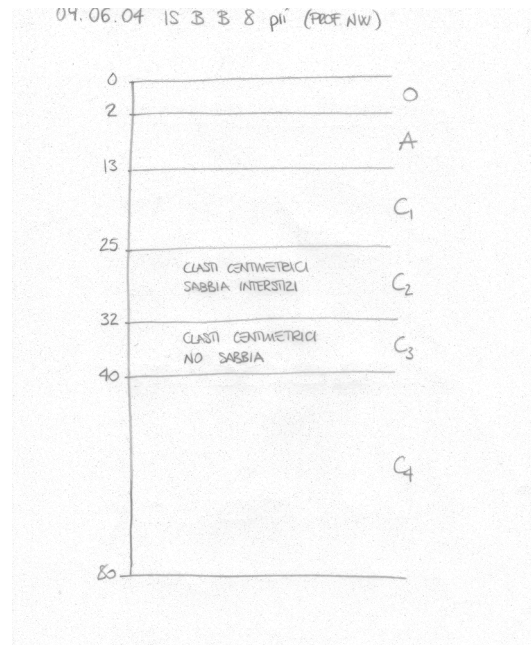 04.06.04 IS B B 8 pli (PROF. NW)
0
O
2
A
13
C1
25
CLASTI CENTIMETRICI
SABBIA INTERSTIZI
C2
32
CLASTI CENTIMETRICI
NO SABBIA
C3
40
C4
80